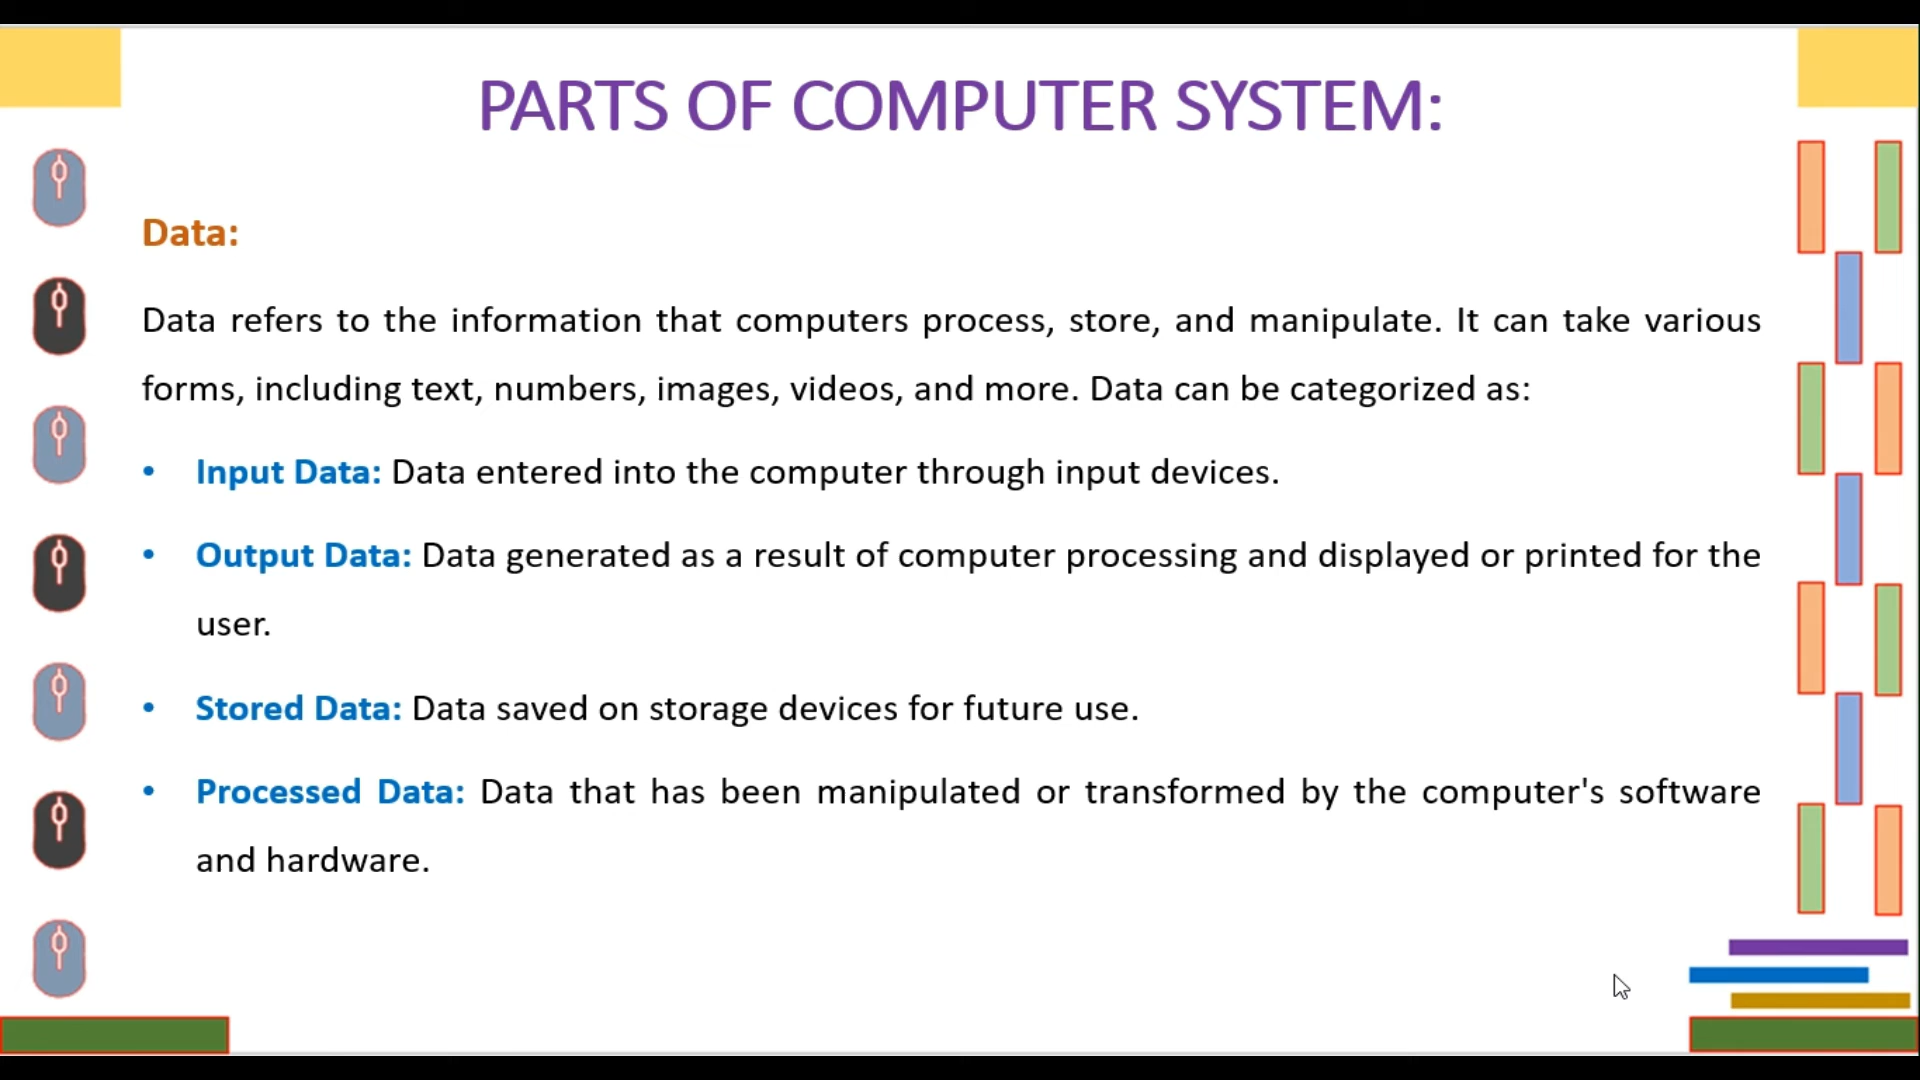 PARTS OF COMPUTER SYSTEM:
Data:
Data refers to the information that computers process, store, and manipulate. It can take various
forms, including text, numbers, images, videos, and more. Data can be categorized as:
• Input Data: Data entered into the computer through input devices.
• Output Data: Data generated as a result of computer processing and displayed or printed for the
user.
• Stored Data: Data saved on storage devices for future use.
• Processed Data: Data that has been manipulated or transformed by the computer's software
and hardware.